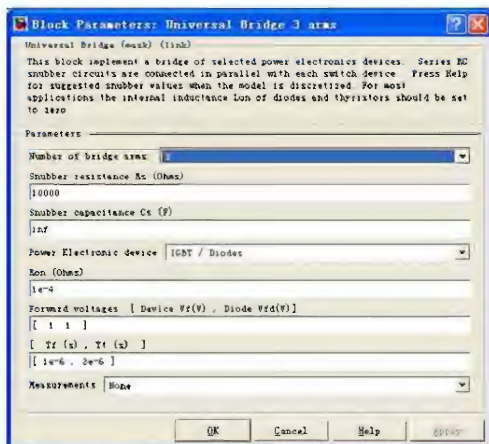 Block Parameters: Universal Bridge 3 arms
Universal Bridge (mask) (link)
This block implement a bridge of selected power electronics devices. Series RC
snubber circuits are connected in parallel with each switch device. Press Help
for suggested snubber values when the model is discretized. For most
applications the internal inductance Lon of diodes and thyristors should be set
to zero
Parameters
Number of bridge arms
Snubber resistance Rs (Ohms)
10000
Snubber capacitance Cs (F)
inf
Power Electronic device IGBT / Diodes
Ron (Ohms)
1e-4
Forward voltages [ Device Vf(V) , Diode Vfd(V)]
[ 1 1 ]
[ Tf (s) , Tt (s) ]
[ 1e-6 , 2e-6 ]
Measurements None
OK Cancel Help Apply